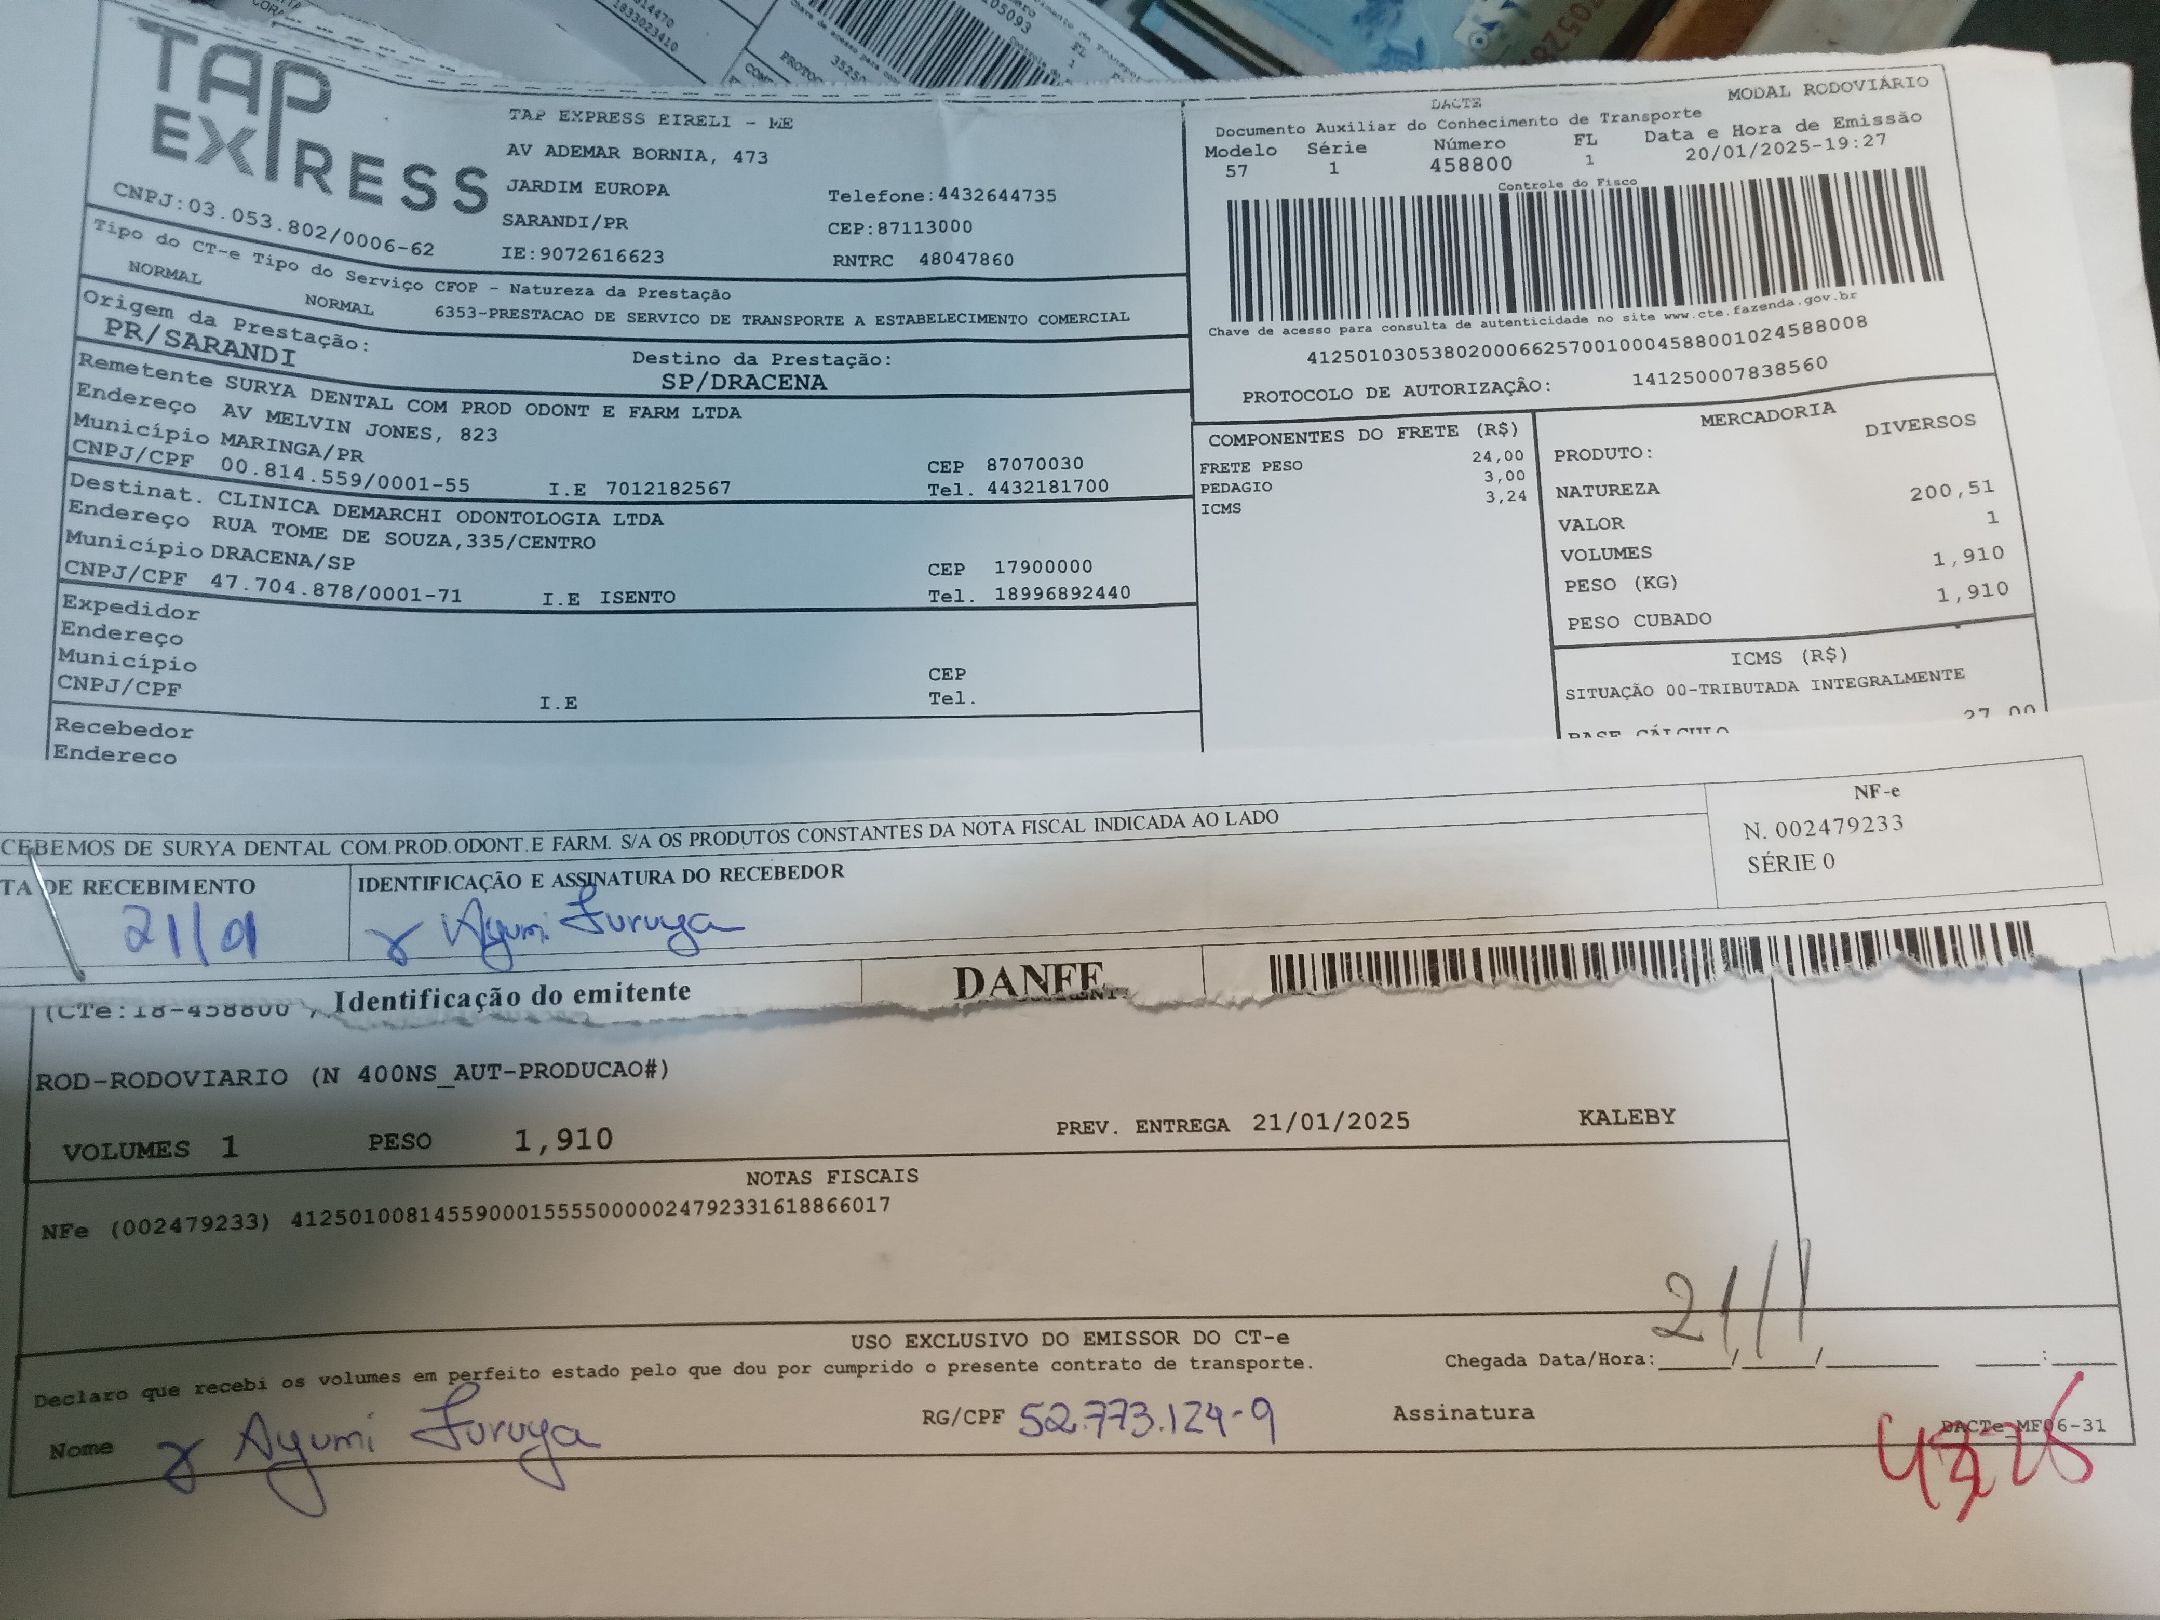 TAP
EXPRESS
CNPJ:03.053.802/0006-62
TAP EXPRESS EIRELI - ME
AV ADEMAR BORNIA, 473
JARDIM EUROPA
Telefone:4432644735
SARANDI/PR
CEP:87113000
IE:9072616623
RNTRC 48047860
Tipo do CT-e Tipo do Serviço CFOP - Natureza da Prestação
NORMAL NORMAL 6353-PRESTACAO DE SERVICO DE TRANSPORTE A ESTABELECIMENTO COMERCIAL
Origem da Prestação:
PR/SARANDI
Destino da Prestação:
SP/DRACENA
Remetente SURYA DENTAL COM PROD ODONT E FARM LTDA
Endereço AV MELVIN JONES, 823
Município MARINGA/PR
CEP 87070030
CNPJ/CPF 00.814.559/0001-55 I.E 7012182567 Tel. 4432181700
Destinat. CLINICA DEMARCHI ODONTOLOGIA LTDA
Endereço RUA TOME DE SOUZA,335/CENTRO
Município DRACENA/SP
CEP 17900000
CNPJ/CPF 47.704.878/0001-71 I.E ISENTO Tel. 18996892440
Expedidor
Endereço
Município
CEP
CNPJ/CPF I.E Tel.
Recebedor
Endereco
DACTE
MODAL RODOVIÁRIO
Documento Auxiliar do Conhecimento de Transporte
Modelo Série Número FL Data e Hora de Emissão
57 1 458800 1 20/01/2025-19:27
Controle do Fisco
Chave de acesso para consulta de autenticidade no site www.cte.fazenda.gov.br
41250103053802000662570010004588001024588008
PROTOCOLO DE AUTORIZAÇÃO: 141250007838560
COMPONENTES DO FRETE (R$)
FRETE PESO 24,00
PEDAGIO 3,00
ICMS 3,24
MERCADORIA
PRODUTO: DIVERSOS
NATUREZA
VALOR 200,51
VOLUMES 1
PESO (KG) 1,910
PESO CUBADO 1,910
ICMS (R$)
SITUAÇÃO 00-TRIBUTADA INTEGRALMENTE
BASE CÁLCULO 27,00
CEBEMOS DE SURYA DENTAL COM.PROD.ODONT.E FARM. S/A OS PRODUTOS CONSTANTES DA NOTA FISCAL INDICADA AO LADO
NF-e
N. 002479233
SÉRIE 0
TA DE RECEBIMENTO
IDENTIFICAÇÃO E ASSINATURA DO RECEBEDOR
21/01
Ayumi Furuya
Identificação do emitente
DANFE
(CTe:18-458800
ROD-RODOVIARIO (N 400NS_AUT-PRODUCAO#)
VOLUMES 1 PESO 1,910 PREV. ENTREGA 21/01/2025 KALEBY
NOTAS FISCAIS
NFe (002479233) 41250100814559000155550000024792331618866017
USO EXCLUSIVO DO EMISSOR DO CT-e
Declaro que recebi os volumes em perfeito estado pelo que dou por cumprido o presente contrato de transporte.
Chegada Data/Hora:____/____/________ ____:____
21/1
Nome Ayumi Furuya
RG/CPF 52.773.124-9
Assinatura
DACTe_MF06-31